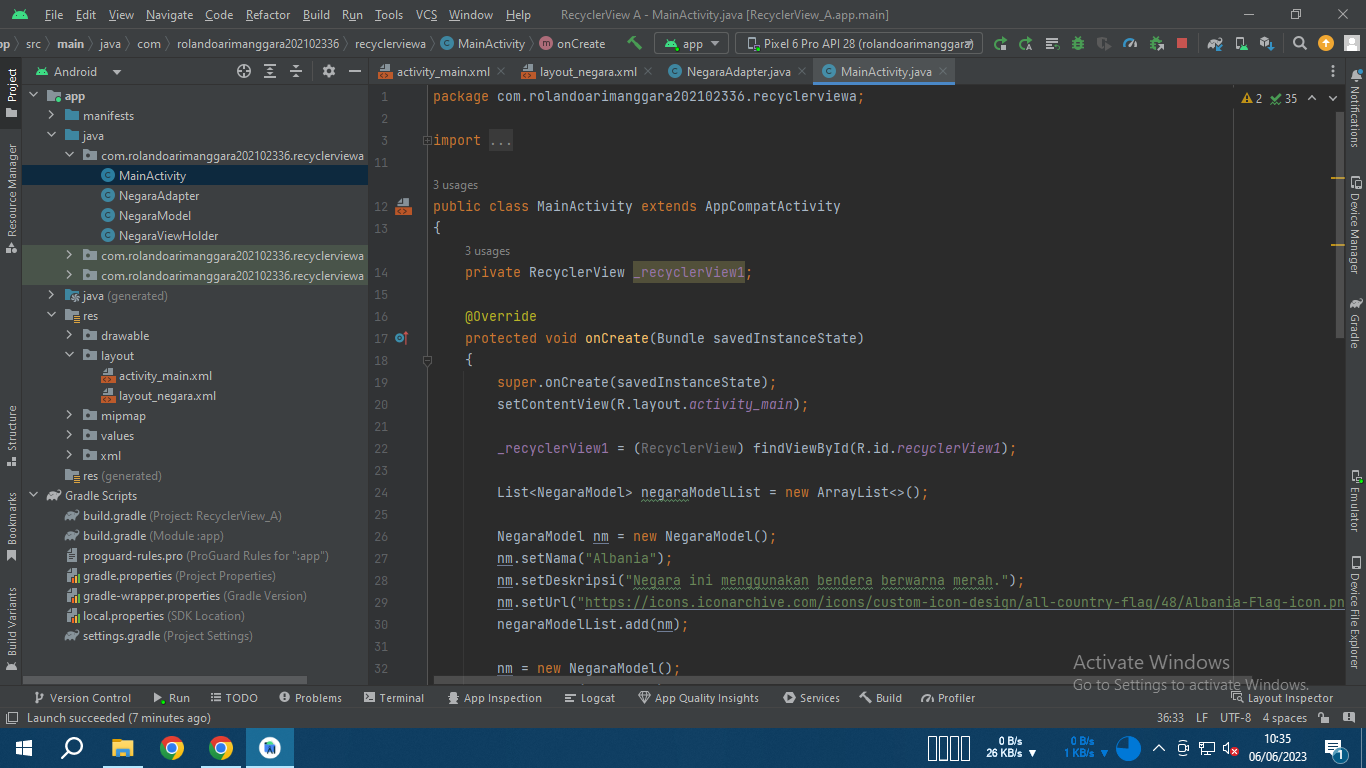 File Edit View Navigate Code Refactor Build Run Tools VCS Window Help RecyclerView A - MainActivity.java [RecyclerView_A.app.main]
src main java com rolandoarimanggara202102336 recyclerviewa MainActivity onCreate app Pixel 6 Pro API 28 (rolandoarimanggara)
Project
Resource Manager
Structure
Bookmarks
Build Variants
Android
app
manifests
java
com.rolandoarimanggara202102336.recyclerviewa
MainActivity
NegaraAdapter
NegaraModel
NegaraViewHolder
com.rolandoarimanggara202102336.recyclerviewa
com.rolandoarimanggara202102336.recyclerviewa
java (generated)
res
drawable
layout
activity_main.xml
layout_negara.xml
mipmap
values
xml
res (generated)
Gradle Scripts
build.gradle (Project: RecyclerView_A)
build.gradle (Module :app)
proguard-rules.pro (ProGuard Rules for ":app")
gradle.properties (Project Properties)
gradle-wrapper.properties (Gradle Version)
local.properties (SDK Location)
settings.gradle (Project Settings)
activity_main.xml layout_negara.xml NegaraAdapter.java MainActivity.java
2 35
1 package com.rolandoarimanggara202102336.recyclerviewa;
2
3 import ...
11
3 usages
12 public class MainActivity extends AppCompatActivity
13 {
3 usages
14 private RecyclerView _recyclerView1;
15
16 @Override
17 protected void onCreate(Bundle savedInstanceState)
18 {
19 super.onCreate(savedInstanceState);
20 setContentView(R.layout.activity_main);
21
22 _recyclerView1 = (RecyclerView) findViewById(R.id.recyclerView1);
23
24 List<NegaraModel> negaraModelList = new ArrayList<>();
25
26 NegaraModel nm = new NegaraModel();
27 nm.setNama("Albania");
28 nm.setDeskripsi("Negara ini menggunakan bendera berwarna merah.");
29 nm.setUrl("https://icons.iconarchive.com/icons/custom-icon-design/all-country-flag/48/Albania-Flag-icon.pn
30 negaraModelList.add(nm);
31
32 nm = new NegaraModel();
Notifications
Device Manager
Gradle
Emulator
Device File Explorer
Activate Windows
Go to Settings to activate Windows.
Version Control Run TODO Problems Terminal App Inspection Logcat App Quality Insights Services Build Profiler Layout Inspector
Launch succeeded (7 minutes ago) 36:33 LF UTF-8 4 spaces
0 B/s 0 B/s 10:35
26 KB/s 1 KB/s 06/06/2023 1